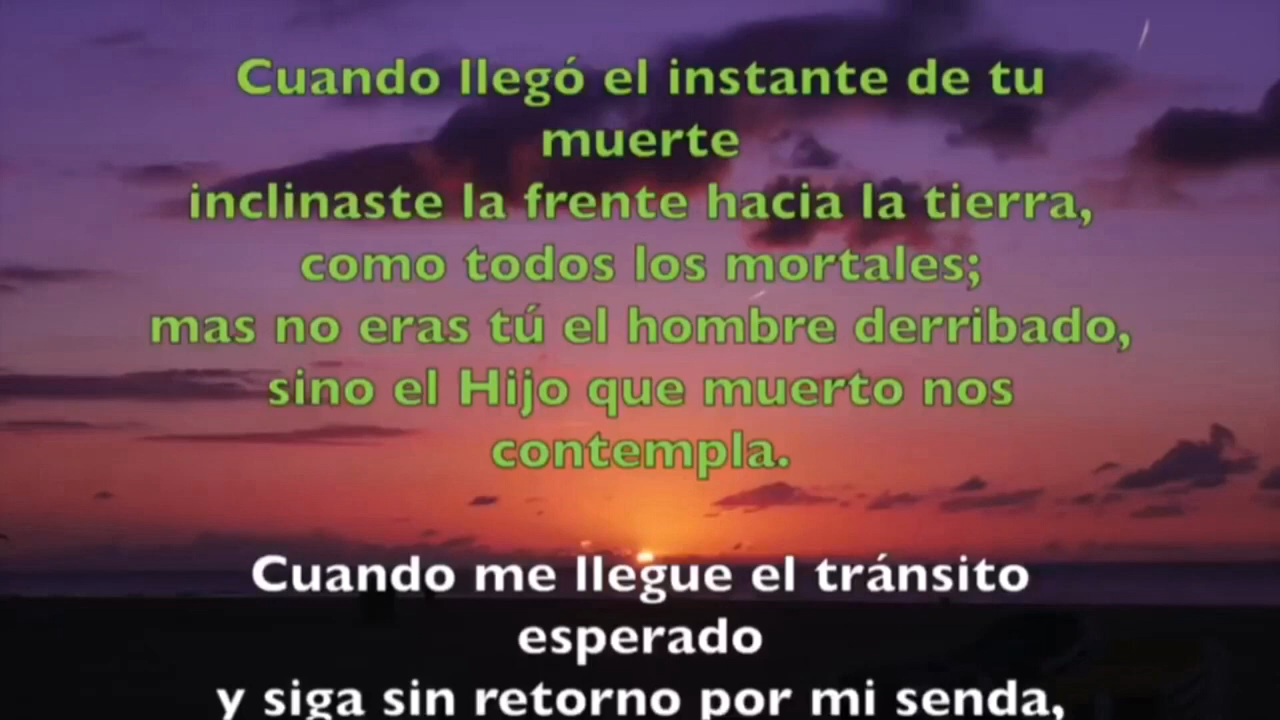 Cuando llegó el instante de tu
muerte
inclinaste la frente hacia la tierra,
como todos los mortales;
mas no eras tú el hombre derribado,
sino el Hijo que muerto nos
contempla.
Cuando me llegue el tránsito
esperado
y siga sin retorno por mi senda,